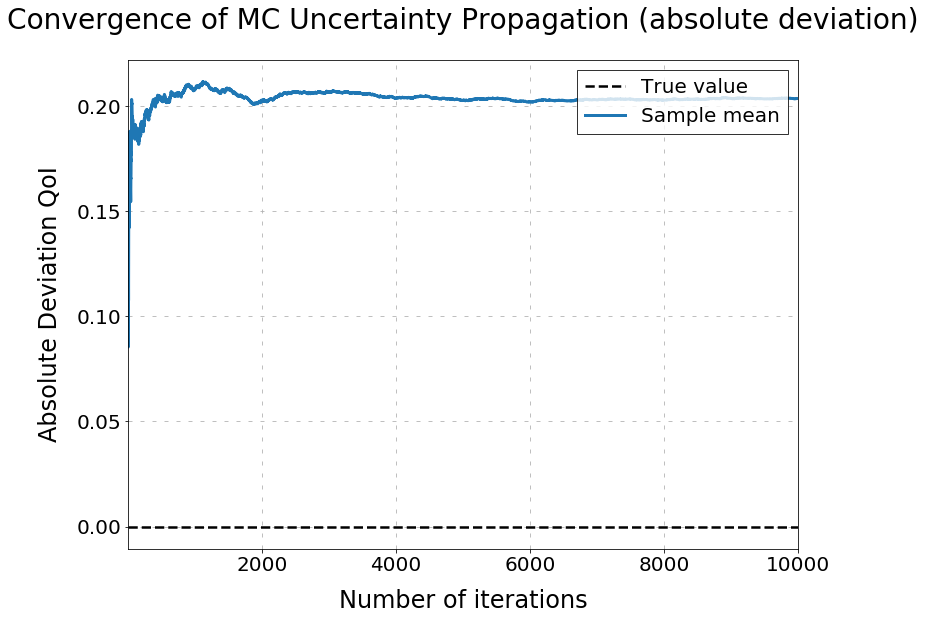 Convergence of MC Uncertainty Propagation (absolute deviation)
True value
Sample mean
Absolute Deviation QoI
0.20
0.15
0.10
0.05
0.00
2000 4000 6000 8000 10000
Number of iterations